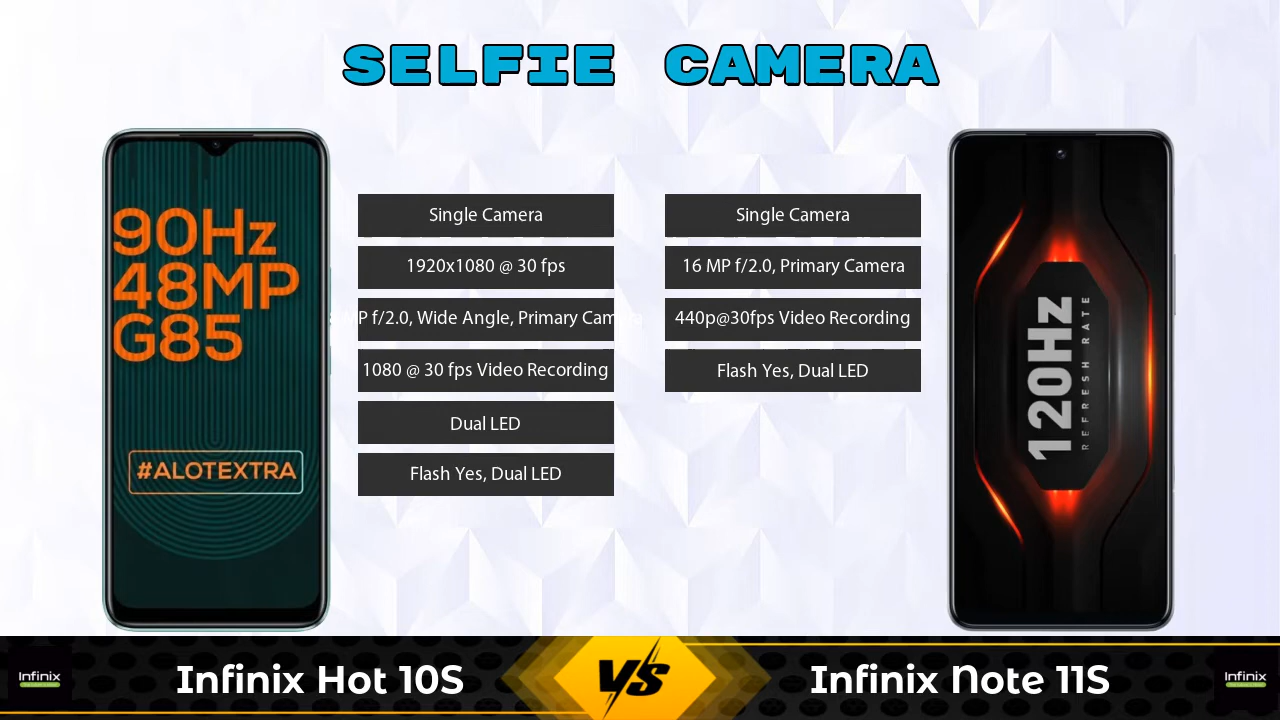 SELFIE CAMERA
90Hz
48MP
G85
#ALOTEXTRA
Single Camera
1920x1080 @ 30 fps
MP f/2.0, Wide Angle, Primary Camera
1080 @ 30 fps Video Recording
Dual LED
Flash Yes, Dual LED
Single Camera
16 MP f/2.0, Primary Camera
440p@30fps Video Recording
Flash Yes, Dual LED
120Hz
REFRESH RATE
Infinix
Infinix Hot 10S
VS
Infinix Note 11S
Infinix